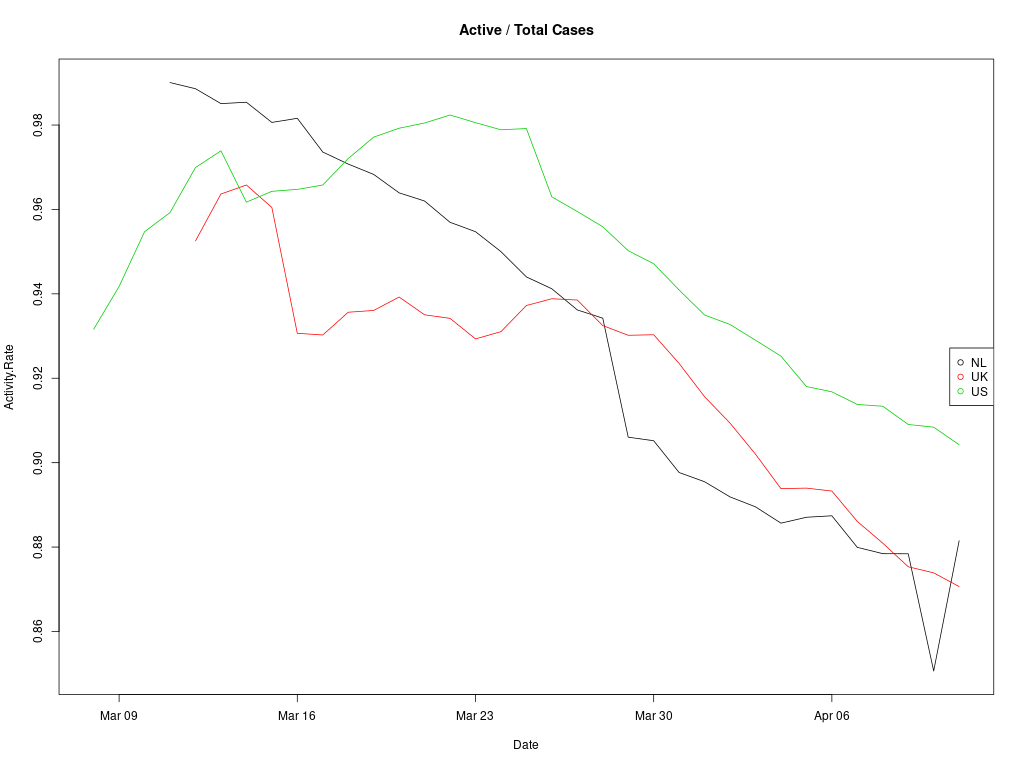 Active / Total Cases
Activity.Rate
0.98
0.96
0.94
0.92
0.90
0.88
0.86
NL
UK
US
Mar 09
Mar 16
Mar 23
Mar 30
Apr 06
Date